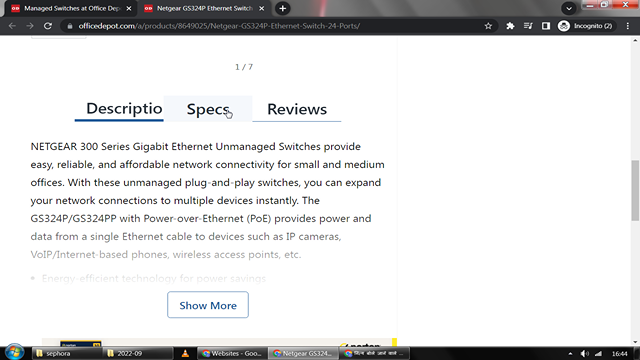 Managed Switches at Office Dep
Netgear GS324P Ethernet Switch
officedepot.com/a/products/8649025/Netgear-GS324P-Ethernet-Switch-24-Ports/
Incognito (2)
1 / 7
Descriptio
Specs
Reviews
NETGEAR 300 Series Gigabit Ethernet Unmanaged Switches provide
easy, reliable, and affordable network connectivity for small and medium
offices. With these unmanaged plug-and-play switches, you can expand
your network connections to multiple devices instantly. The
GS324P/GS324PP with Power-over-Ethernet (PoE) provides power and
data from a single Ethernet cable to devices such as IP cameras,
VoIP/Internet-based phones, wireless access points, etc.
• Energy-efficient technology for power savings
Show More
sephora
2022-09
Websites - Goo...
Netgear GS324...
16:44